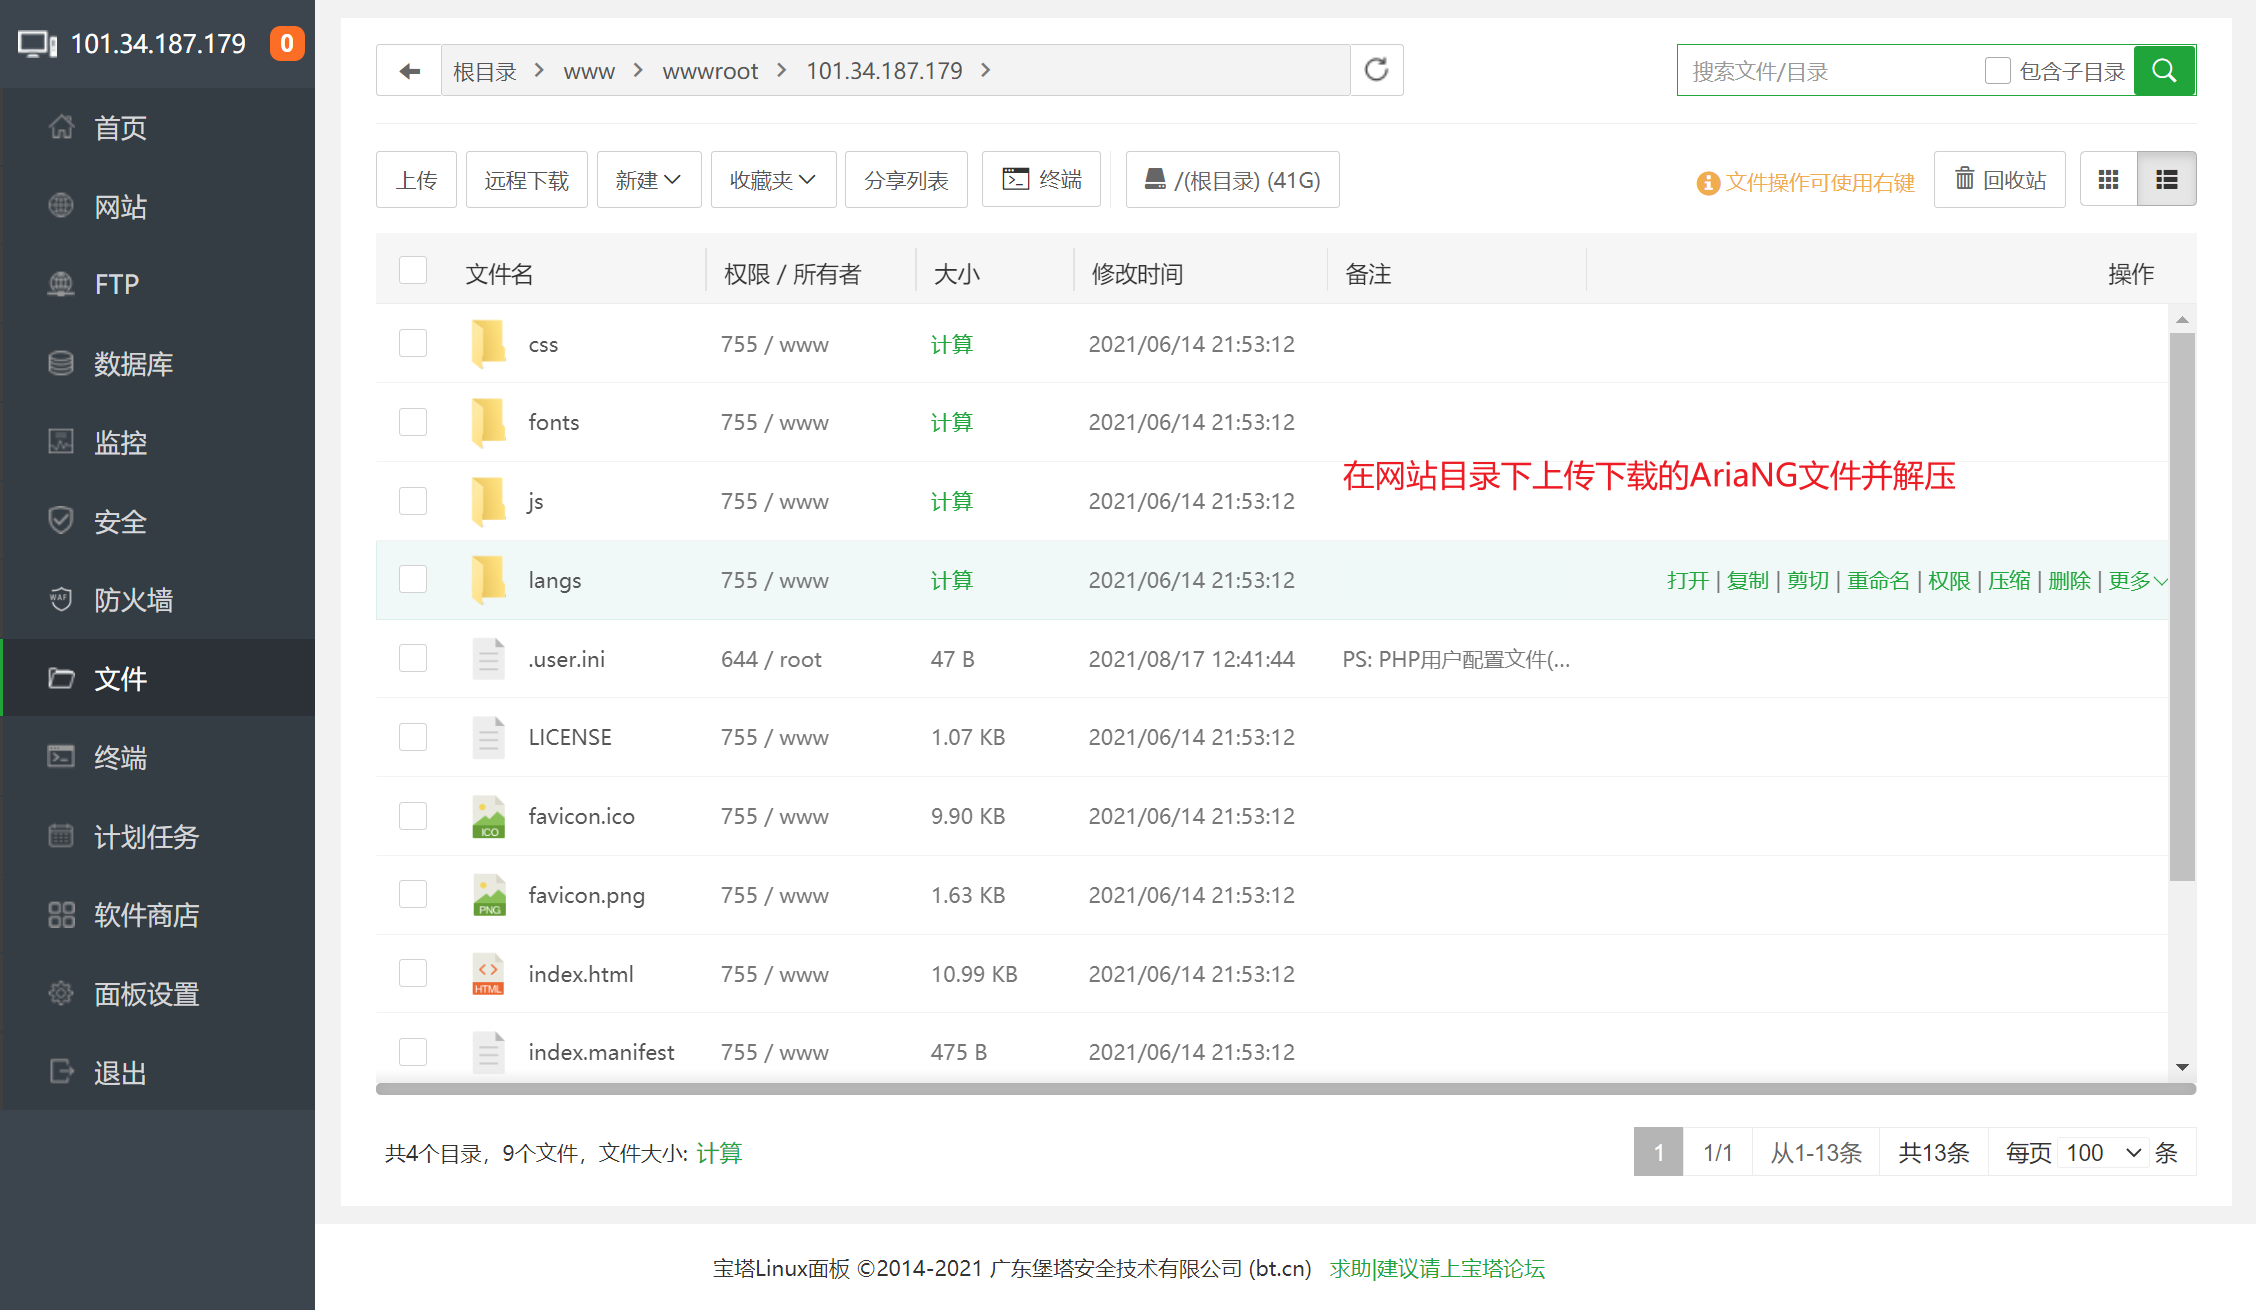 101.34.187.179 0
首页
网站
FTP
数据库
监控
安全
WAF 防火墙
文件
终端
计划任务
软件商店
面板设置
退出
根目录 www wwwroot 101.34.187.179
搜索文件/目录 包含子目录
上传 远程下载 新建 收藏夹 分享列表 终端 /(根目录) (41G) 文件操作可使用右键 回收站
文件名 权限 / 所有者 大小 修改时间 备注 操作
css 755 / www 计算 2021/06/14 21:53:12
fonts 755 / www 计算 2021/06/14 21:53:12
在网站目录下上传下载的AriaNG文件并解压
js 755 / www 计算 2021/06/14 21:53:12
langs 755 / www 计算 2021/06/14 21:53:12 打开 | 复制 | 剪切 | 重命名 | 权限 | 压缩 | 删除 | 更多
.user.ini 644 / root 47 B 2021/08/17 12:41:44 PS: PHP用户配置文件(...
LICENSE 755 / www 1.07 KB 2021/06/14 21:53:12
ICO favicon.ico 755 / www 9.90 KB 2021/06/14 21:53:12
PNG favicon.png 755 / www 1.63 KB 2021/06/14 21:53:12
HTML index.html 755 / www 10.99 KB 2021/06/14 21:53:12
index.manifest 755 / www 475 B 2021/06/14 21:53:12
共4个目录，9个文件，文件大小: 计算 1 1/1 从1-13条 共13条 每页 100 条
宝塔Linux面板 ©2014-2021 广东堡塔安全技术有限公司 (bt.cn) 求助|建议请上宝塔论坛